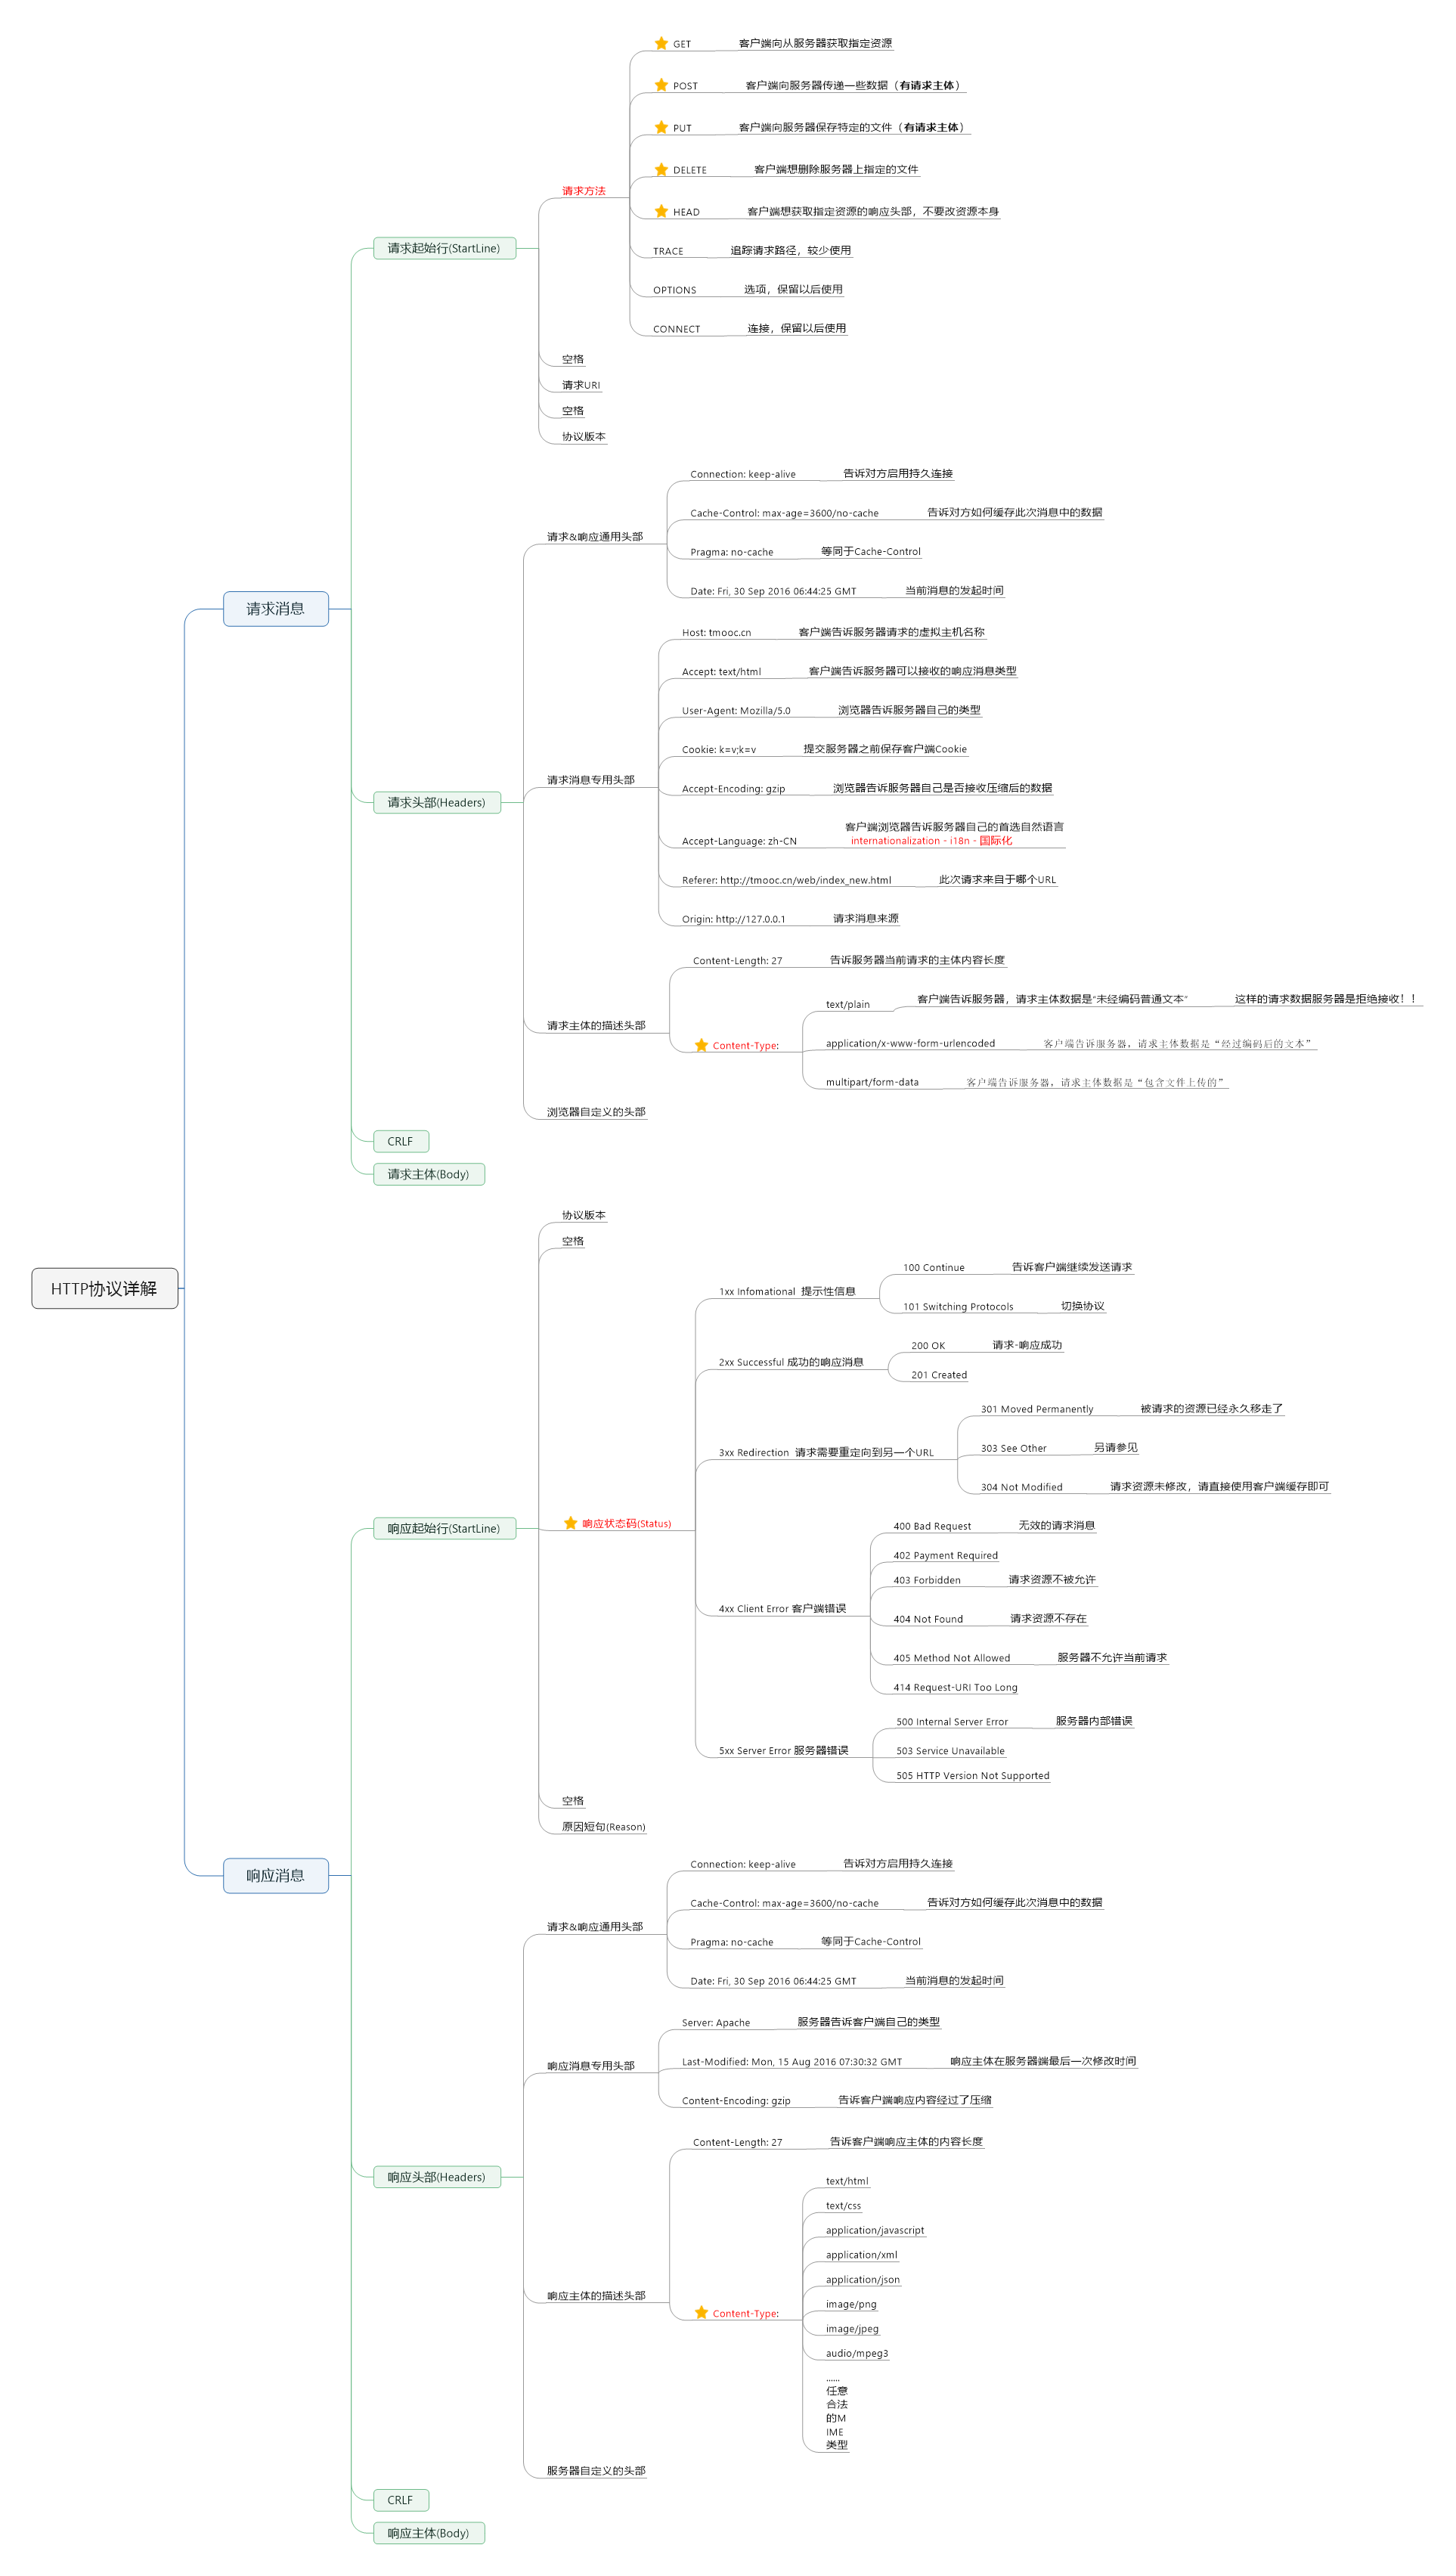 HTTP协议详解
请求消息
请求起始行(StartLine)
请求方法
GET 客户端向从服务器获取指定资源
POST 客户端向服务器传递一些数据（有请求主体）
PUT 客户端向服务器保存特定的文件（有请求主体）
DELETE 客户端想删除服务器上指定的文件
HEAD 客户端想获取指定资源的响应头部，不要改资源本身
TRACE 追踪请求路径，较少使用
OPTIONS 选项，保留以后使用
CONNECT 连接，保留以后使用
空格
请求URI
空格
协议版本
请求头部(Headers)
请求&响应通用头部
Connection: keep-alive 告诉对方启用持久连接
Cache-Control: max-age=3600/no-cache 告诉对方如何缓存此次消息中的数据
Pragma: no-cache 等同于Cache-Control
Date: Fri, 30 Sep 2016 06:44:25 GMT 当前消息的发起时间
请求消息专用头部
Host: tmooc.cn 客户端告诉服务器请求的虚拟主机名称
Accept: text/html 客户端告诉服务器可以接收的响应消息类型
User-Agent: Mozilla/5.0 浏览器告诉服务器自己的类型
Cookie: k=v;k=v 提交服务器之前保存客户端Cookie
Accept-Encoding: gzip 浏览器告诉服务器自己是否接收压缩后的数据
Accept-Language: zh-CN 客户端浏览器告诉服务器自己的首选自然语言
internationalization - i18n - 国际化
Referer: http://tmooc.cn/web/index_new.html 此次请求来自于哪个URL
Origin: http://127.0.0.1 请求消息来源
请求主体的描述头部
Content-Length: 27 告诉服务器当前请求的主体内容长度
Content-Type:
text/plain 客户端告诉服务器，请求主体数据是“未经编码普通文本” 这样的请求数据服务器是拒绝接收！！
application/x-www-form-urlencoded 客户端告诉服务器，请求主体数据是“经过编码后的文本”
multipart/form-data 客户端告诉服务器，请求主体数据是“包含文件上传的”
浏览器自定义的头部
CRLF
请求主体(Body)
响应消息
响应起始行(StartLine)
协议版本
空格
响应状态码(Status)
1xx Infomational 提示性信息
100 Continue 告诉客户端继续发送请求
101 Switching Protocols 切换协议
2xx Successful 成功的响应消息
200 OK 请求-响应成功
201 Created
3xx Redirection 请求需要重定向到另一个URL
301 Moved Permanently 被请求的资源已经永久移走了
303 See Other 另请参见
304 Not Modified 请求资源未修改，请直接使用客户端缓存即可
4xx Client Error 客户端错误
400 Bad Request 无效的请求消息
402 Payment Required
403 Forbidden 请求资源不被允许
404 Not Found 请求资源不存在
405 Method Not Allowed 服务器不允许当前请求
414 Request-URI Too Long
5xx Server Error 服务器错误
500 Internal Server Error 服务器内部错误
503 Service Unavailable
505 HTTP Version Not Supported
空格
原因短句(Reason)
响应头部(Headers)
请求&响应通用头部
Connection: keep-alive 告诉对方启用持久连接
Cache-Control: max-age=3600/no-cache 告诉对方如何缓存此次消息中的数据
Pragma: no-cache 等同于Cache-Control
Date: Fri, 30 Sep 2016 06:44:25 GMT 当前消息的发起时间
响应消息专用头部
Server: Apache 服务器告诉客户端自己的类型
Last-Modified: Mon, 15 Aug 2016 07:30:32 GMT 响应主体在服务器端最后一次修改时间
Content-Encoding: gzip 告诉客户端响应内容经过了压缩
响应主体的描述头部
Content-Length: 27 告诉客户端响应主体的内容长度
Content-Type:
text/html
text/css
application/javascript
application/xml
application/json
image/png
image/jpeg
audio/mpeg3
......
任意
合法
的M
IME
类型
服务器自定义的头部
CRLF
响应主体(Body)